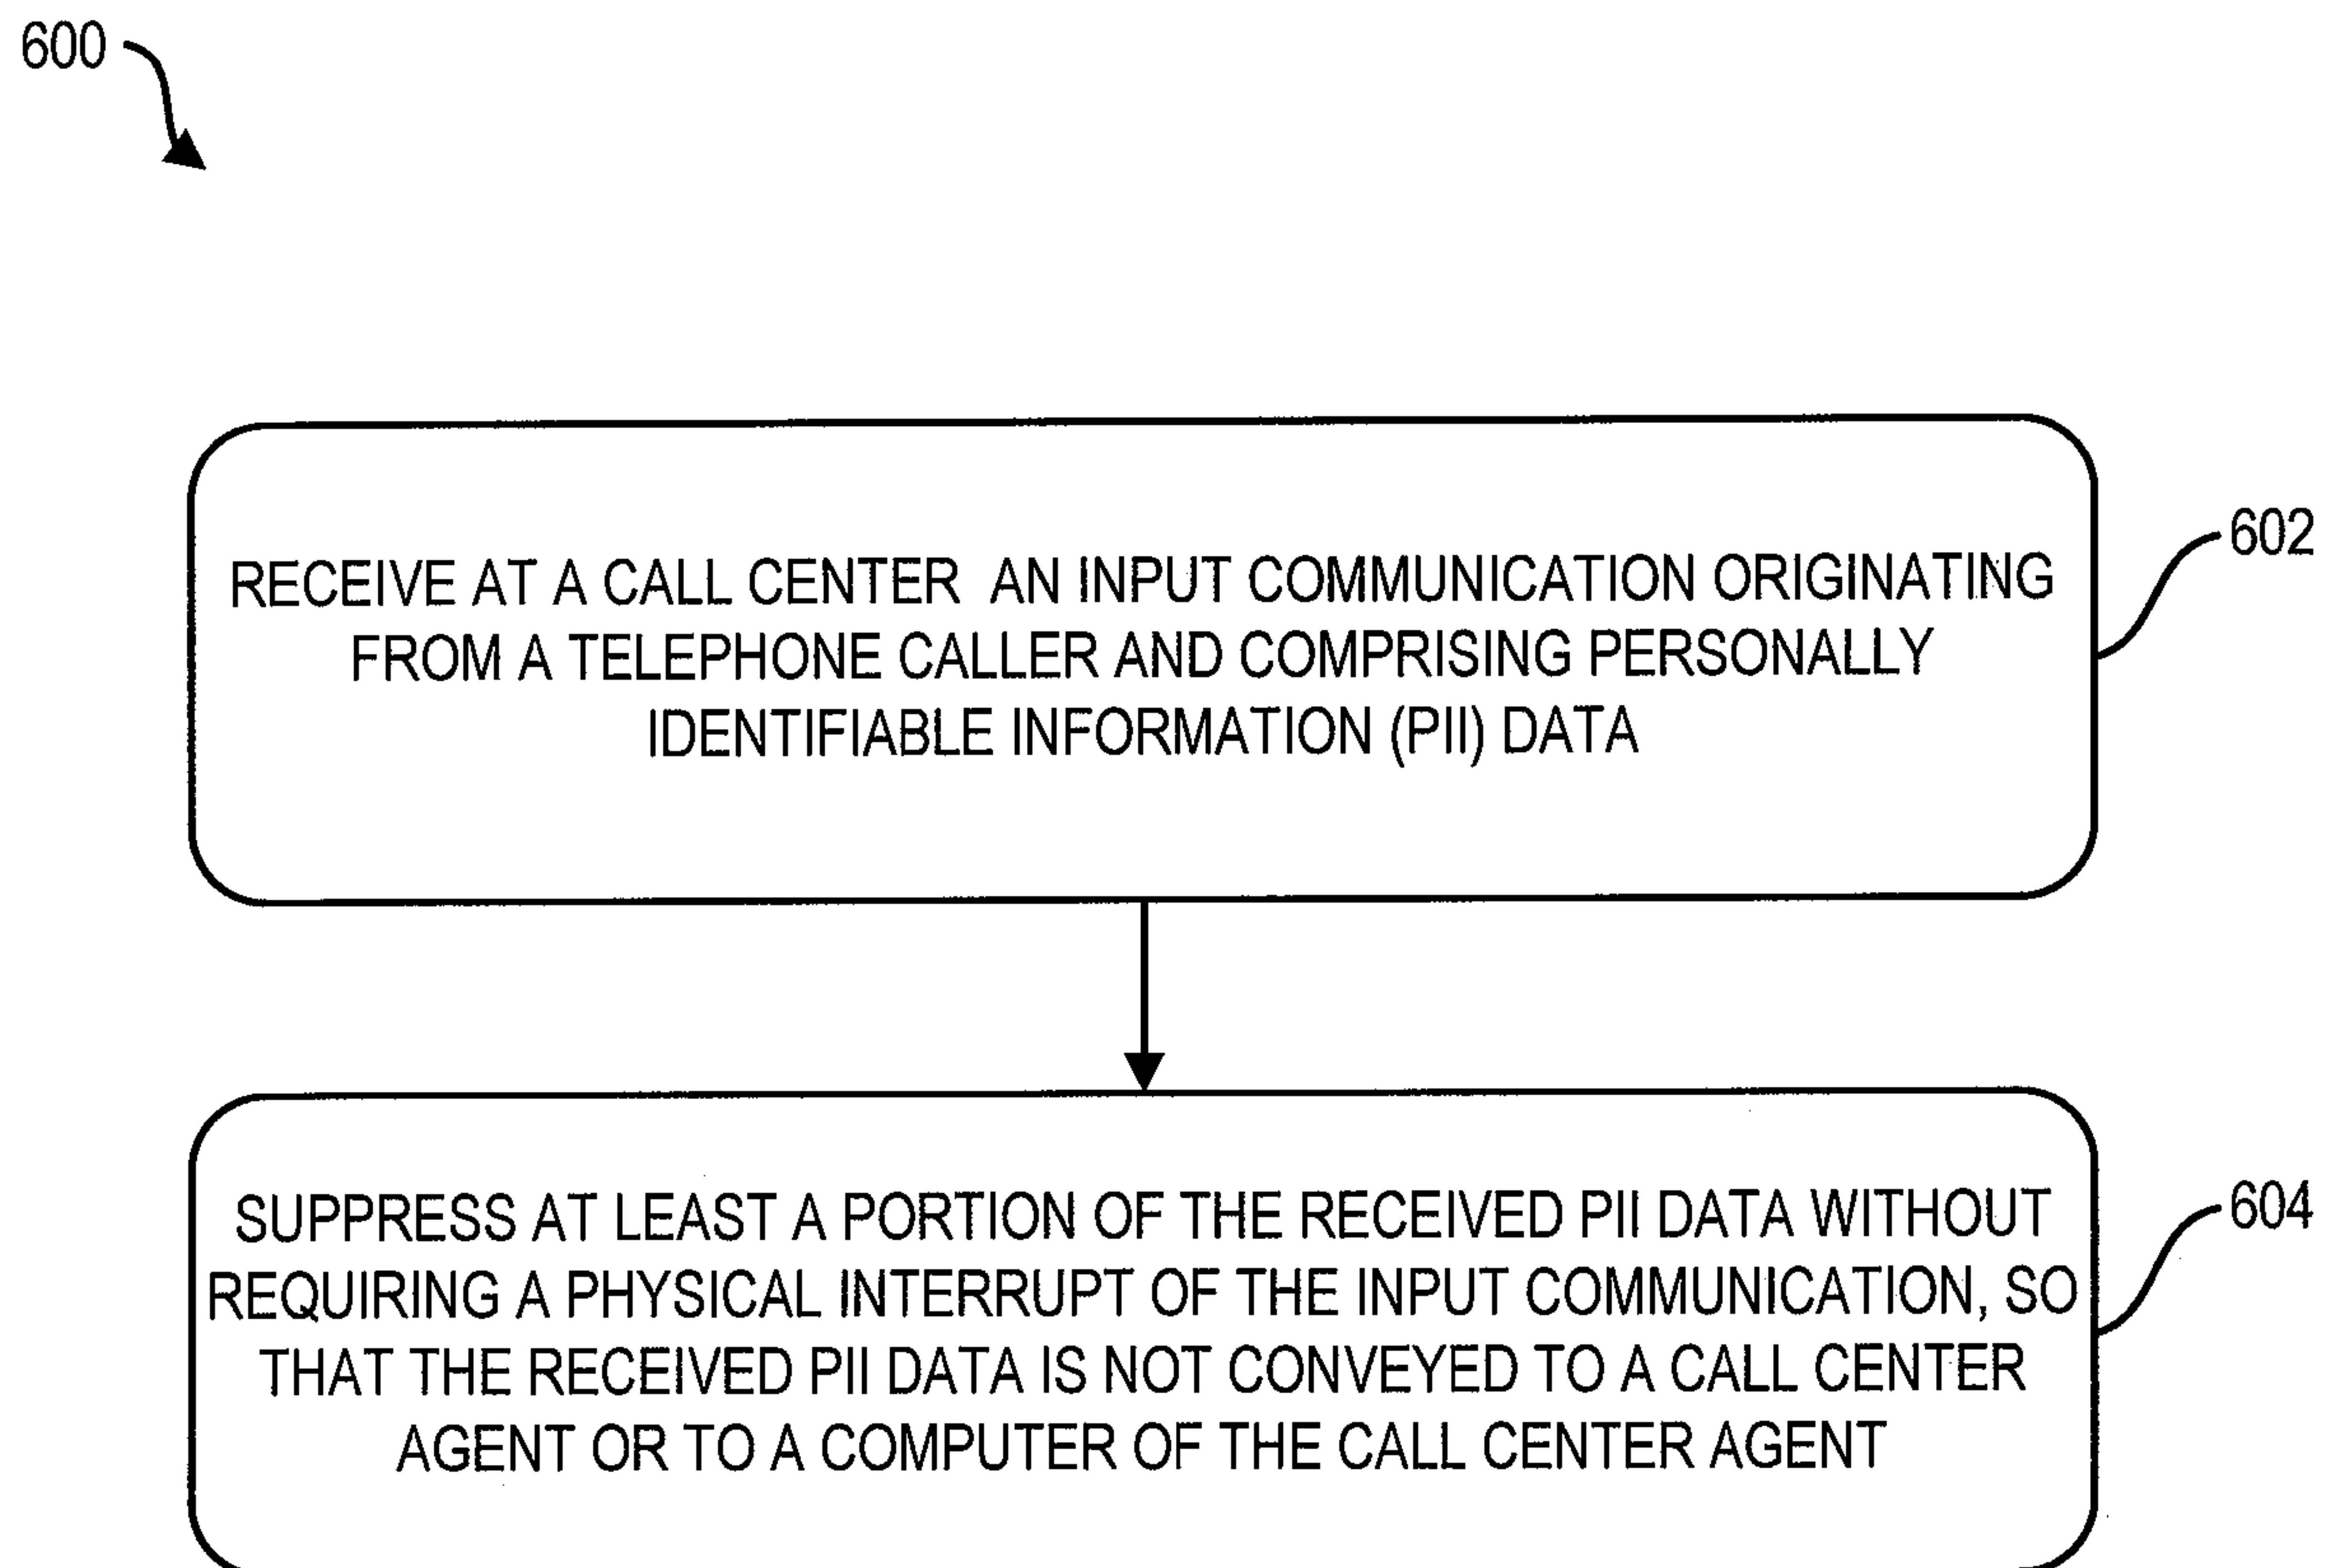 600
RECEIVE AT A CALL CENTER AN INPUT COMMUNICATION ORIGINATING
FROM A TELEPHONE CALLER AND COMPRISING PERSONALLY
IDENTIFIABLE INFORMATION (PII) DATA
602
SUPPRESS AT LEAST A PORTION OF THE RECEIVED PII DATA WITHOUT
REQUIRING A PHYSICAL INTERRUPT OF THE INPUT COMMUNICATION, SO
THAT THE RECEIVED PII DATA IS NOT CONVEYED TO A CALL CENTER
AGENT OR TO A COMPUTER OF THE CALL CENTER AGENT
604